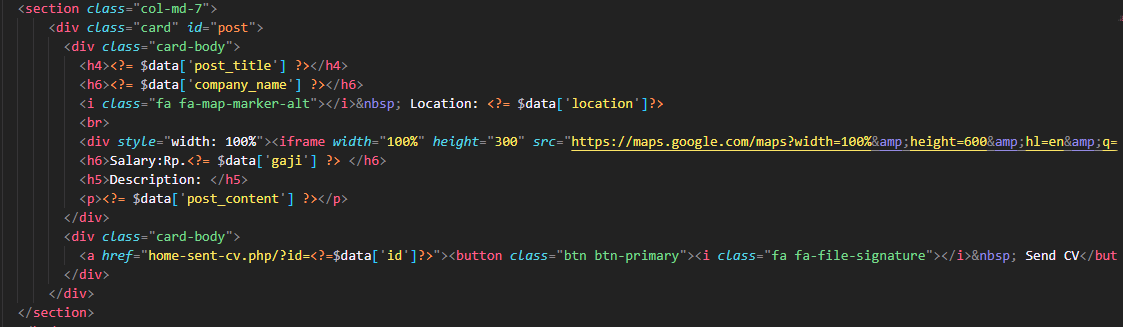 <section class="col-md-7">
<div class="card" id="post">
<div class="card-body">
<h4><?= $data['post_title'] ?></h4>
<h6><?= $data['company_name'] ?></h6>
<i class="fa fa-map-marker-alt"></i>&nbsp; Location: <?= $data['location']?>
<br>
<div style="width: 100%"><iframe width="100%" height="300" src="https://maps.google.com/maps?width=100%&amp;height=600&amp;hl=en&amp;q=
<h6>Salary:Rp.<?= $data['gaji'] ?> </h6>
<h5>Description: </h5>
<p><?= $data['post_content'] ?></p>
</div>
<div class="card-body">
<a href="home-sent-cv.php/?id=<?=$data['id']?>"><button class="btn btn-primary"><i class="fa fa-file-signature"></i>&nbsp; Send CV</but
</div>
</div>
</section>